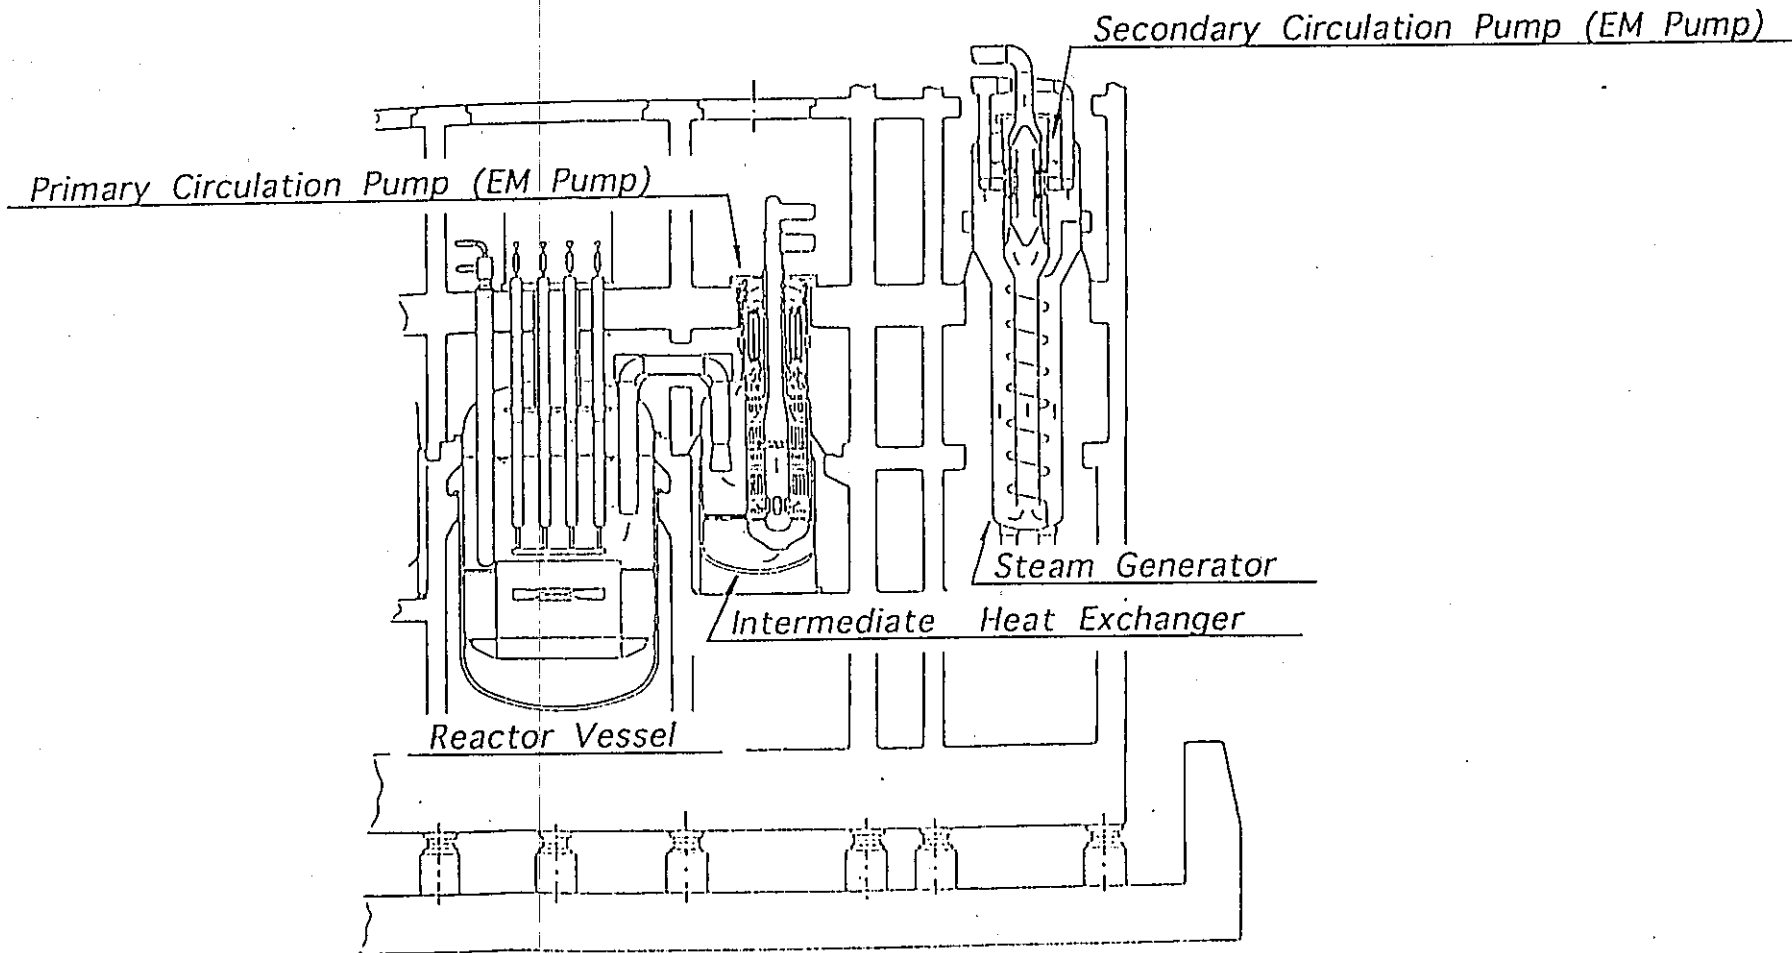 Secondary Circulation Pump (EM Pump)
Primary Circulation Pump (EM Pump)
Steam Generator
Intermediate Heat Exchanger
Reactor Vessel